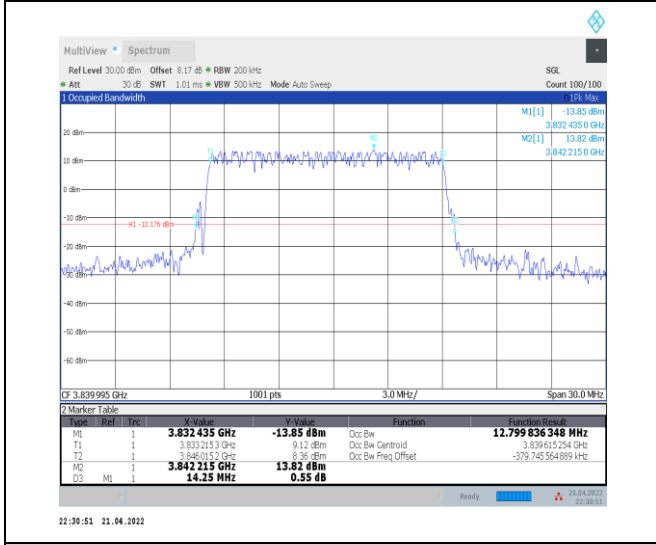 MultiView Spectrum
Ref Level 30.00 dBm Offset 8.17 dB RBW 200 kHz SGL
Att 30 dB SWT 1.01 ms VBW 500 kHz Mode Auto Sweep Count 100/100
1 Occupied Bandwidth 1Pk Max
M1[1] -13.85 dBm
3.832 435 0 GHz
M2[1] 13.82 dBm
3.842 215 0 GHz
20 dBm
M2
10 dBm
0 dBm
-10 dBm
H1 -12.176 dBm
-20 dBm
-30 dBm
-40 dBm
-50 dBm
-60 dBm
CF 3.839 995 GHz 1001 pts 3.0 MHz/ Span 30.0 MHz
2 Marker Table
Type Ref Trc X-Value Y-Value Function Function Result
M1 1 3.832 435 GHz -13.85 dBm Occ Bw 12.799 836 348 MHz
T1 1 3.833 215 3 GHz 9.12 dBm Occ Bw Centroid 3.839 615 254 GHz
T2 1 3.846 015 2 GHz 8.36 dBm Occ Bw Freq Offset -379.745 564 889 kHz
M2 1 3.842 215 GHz 13.82 dBm
D3 M1 1 14.25 MHz 0.55 dB
Ready 21.04.2022
22:30:51
22:30:51 21.04.2022